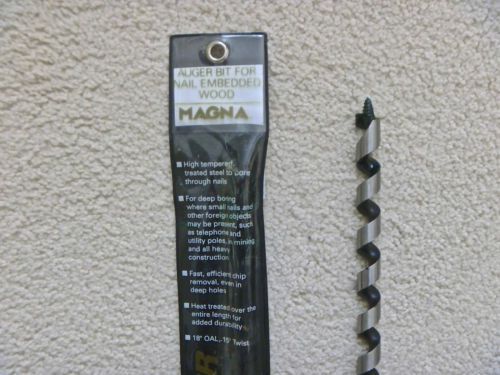 AUGER BIT FOR
NAIL EMBEDDED
WOOD
MAGNA
■ High tempered,
treated steel to bore
through nails
■ For deep boring
where small nails and
other foreign objects
may be present, such
as telephone and
utility poles, in mining
and all heavy
construction
■ Fast, efficient chip
removal, even in
deep holes
■ Heat treated over the
entire length for
added durability
■ 18" OAL, 15" Twist
R